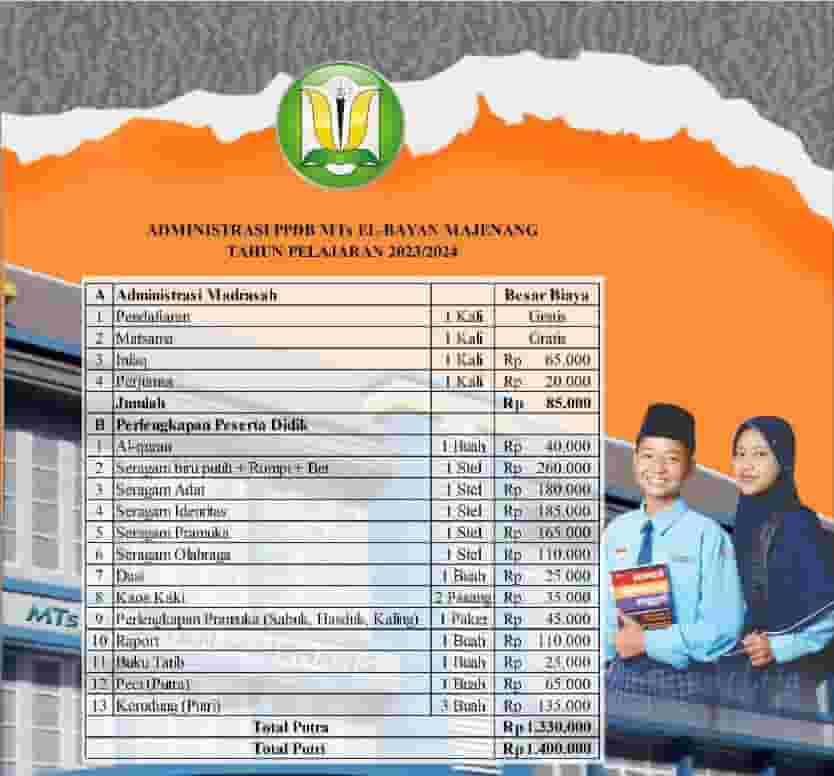 ADMINISTRASI PPDB MTs EL-BAYAN MAJENANG
TAHUN PELAJARAN 2023/2024
A Administrasi Madrasah Besar Biaya
1 Pendaftaran 1 Kali Gratis
2 Matsama 1 Kali Gratis
3 Infaq 1 Kali Rp 65.000
4 1 Kali Rp 20.000
Jumlah Rp 85.000
B Perlengkapan Peserta Didik
1 Al-quran 1 Buah Rp 40.000
2 Seragam biru putih + Rompi + Bet 1 Stel Rp 260.000
3 Seragam Adat 1 Stel Rp 180.000
4 Seragam Identitas 1 Stel Rp 185.000
5 Seragam Pramuka 1 Stel Rp 165.000
6 Seragam Olahraga 1 Stel Rp 110.000
7 Dasi 1 Buah Rp 25.000
8 Kaos Kaki 2 Pasang Rp 35.000
9 Perlengkapan Pramuka (Sabuk, Hasduk, Kaling) 1 Paket Rp 45.000
10 Raport 1 Buah Rp 110.000
11 Buku Tatib 1 Buah Rp 25.000
12 Peci (Putra) 1 Buah Rp 65.000
13 Kerudung (Putri) 3 Buah Rp 135.000
Total Putra Rp 1.330.000
Total Putri Rp 1.400.000
MTs